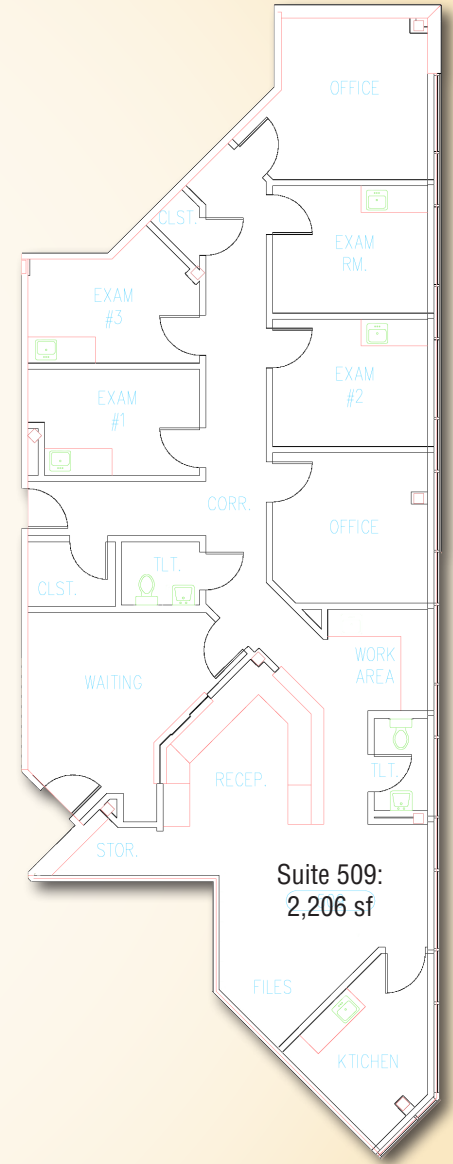 OFFICE
CLST.
EXAM
RM.
EXAM
#3
EXAM
#2
EXAM
#1
CORR.
OFFICE
TLT.
CLST.
WORK
AREA
WAITING
TLT.
RECEP.
STOR.
Suite 509:
2,206 sf
FILES
KTICHEN